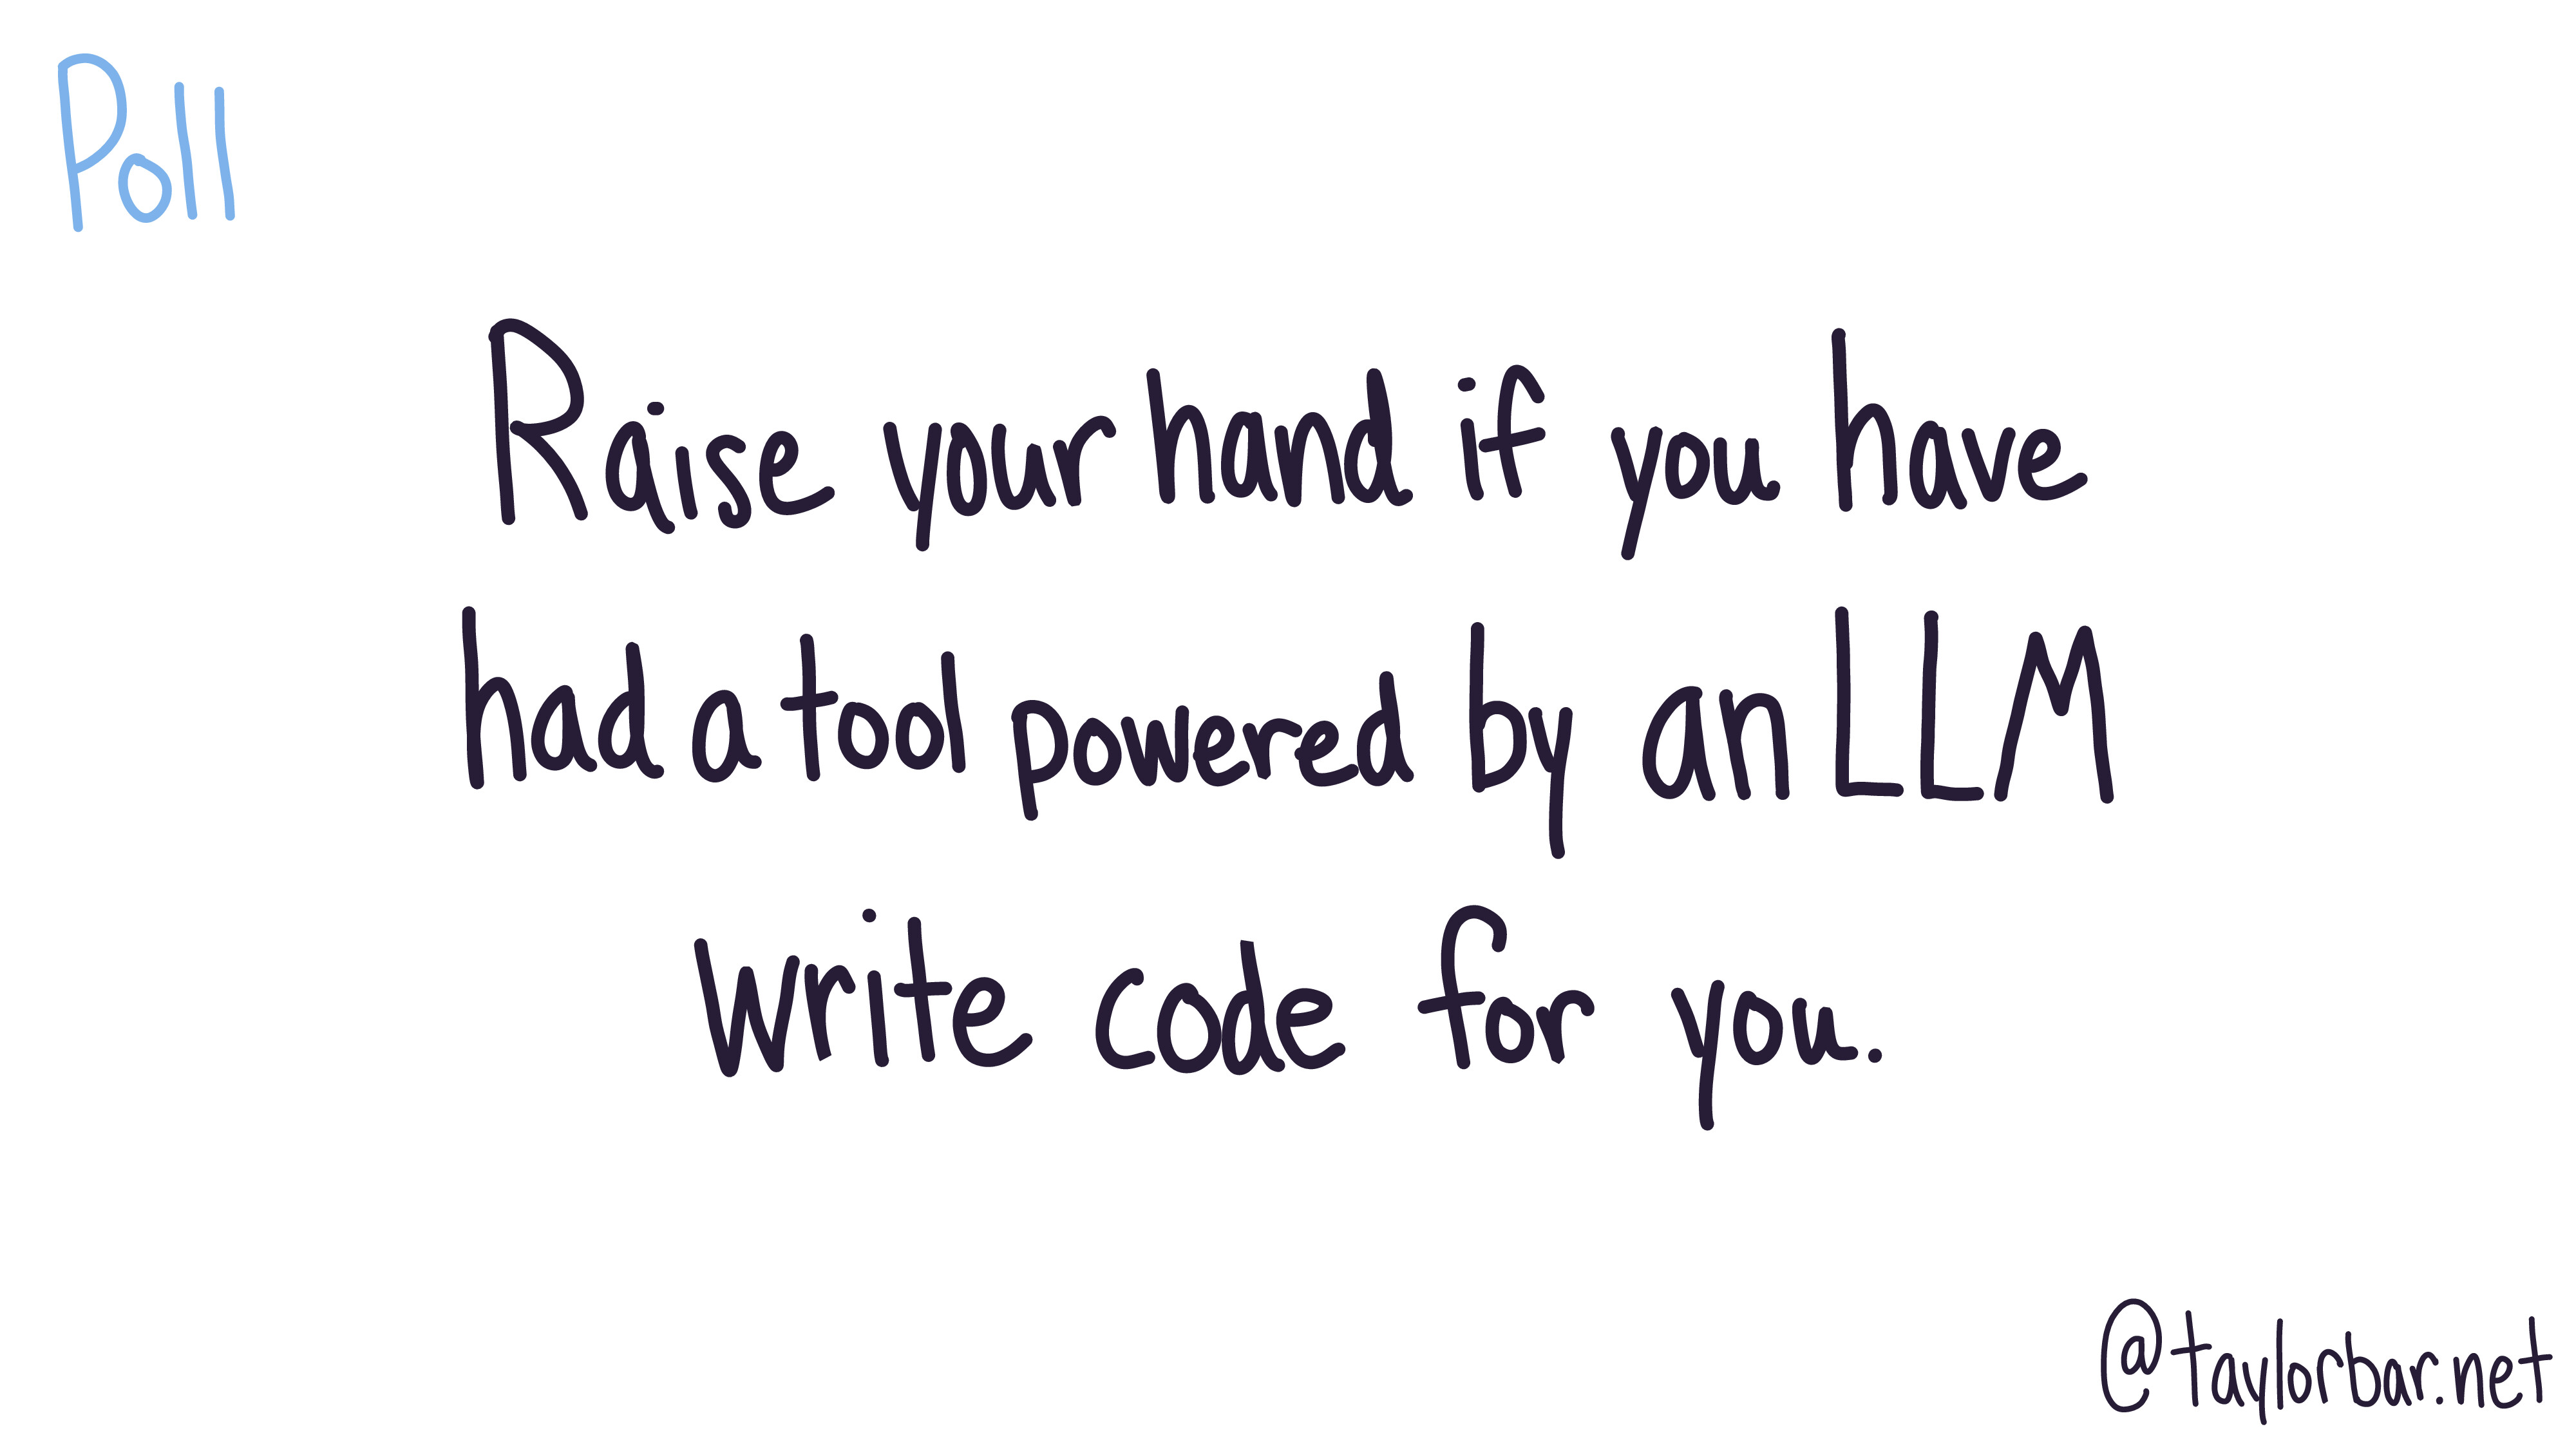 Poll
Raise your hand if you have
had a tool powered by an LLM
write code for you.
@taylorbar.net